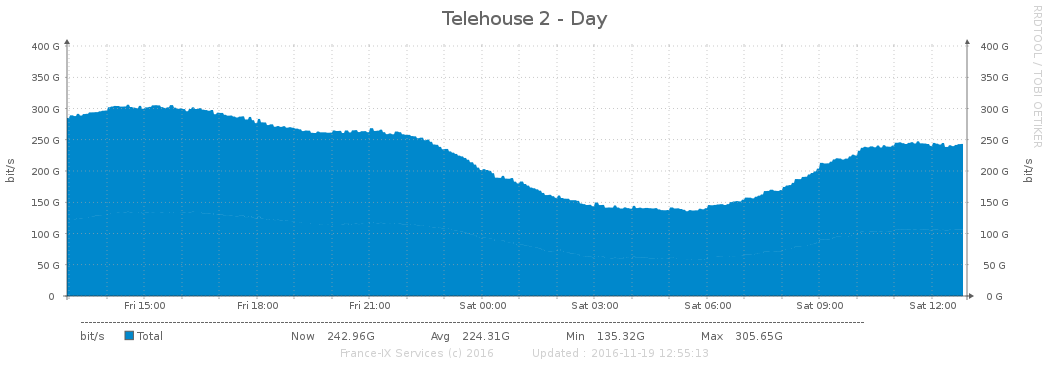 Telehouse 2 - Day
RRDTOOL / TOBI OETIKER
400 G 400 G
350 G 350 G
300 G 300 G
250 G 250 G
200 G 200 G
150 G 150 G
100 G 100 G
50 G 50 G
0 0 G
bit/s
bit/s
Fri 15:00 Fri 18:00 Fri 21:00 Sat 00:00 Sat 03:00 Sat 06:00 Sat 09:00 Sat 12:00
bit/s Total Now 242.96G Avg 224.31G Min 135.32G Max 305.65G
France-IX Services (c) 2016 Updated : 2016-11-19 12:55:13